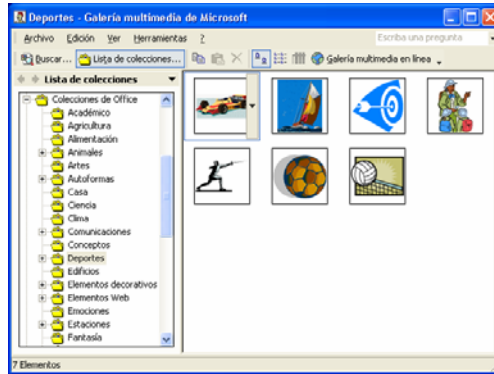 Deportes - Galería multimedia de Microsoft
Archivo Edición Ver Herramientas ?
Escriba una pregunta
Buscar... Lista de colecciones... Galería multimedia en línea
Lista de colecciones
Colecciones de Office
Académico
Agricultura
Alimentación
Animales
Artes
Autoformas
Casa
Ciencia
Clima
Comunicaciones
Conceptos
Deportes
Edificios
Elementos decorativos
Elementos Web
Emociones
Estaciones
Fantasía
7 Elementos